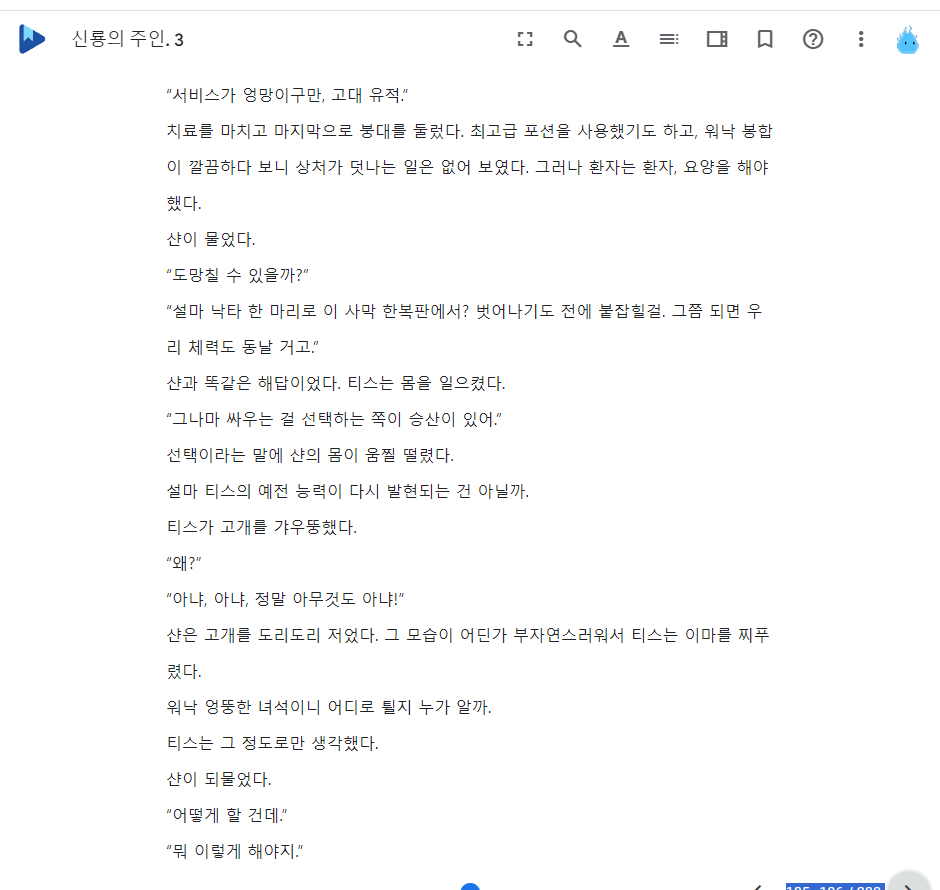 신룡의 주인. 3
“서비스가 엉망이구만, 고대 유적.”
치료를 마치고 마지막으로 붕대를 둘렀다. 최고급 포션을 사용했기도 하고, 워낙 봉합
이 깔끔하다 보니 상처가 덧나는 일은 없어 보였다. 그러나 환자는 환자, 요양을 해야
했다.
샨이 물었다.
“도망칠 수 있을까?”
“설마 낙타 한 마리로 이 사막 한복판에서? 벗어나기도 전에 붙잡힐걸. 그쯤 되면 우
리 체력도 동날 거고.”
샨과 똑같은 해답이었다. 티스는 몸을 일으켰다.
“그나마 싸우는 걸 선택하는 쪽이 승산이 있어.”
선택이라는 말에 샨의 몸이 움찔 떨렸다.
설마 티스의 예전 능력이 다시 발현되는 건 아닐까.
티스가 고개를 갸우뚱했다.
“왜?”
“아냐, 아냐, 정말 아무것도 아냐!”
샨은 고개를 도리도리 저었다. 그 모습이 어딘가 부자연스러워서 티스는 이마를 찌푸
렸다.
워낙 엉뚱한 녀석이니 어디로 튈지 누가 알까.
티스는 그 정도로만 생각했다.
샨이 되물었다.
“어떻게 할 건데.”
“뭐 이렇게 해야지.”